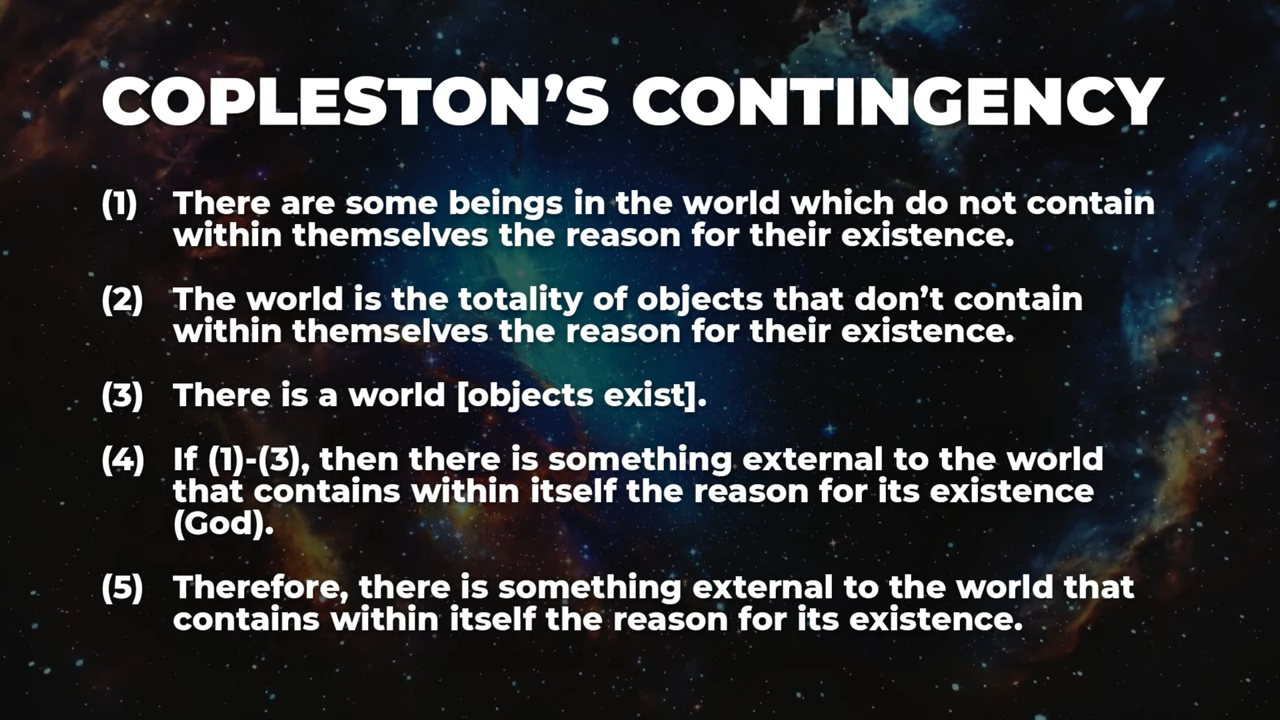 COPLESTON’S CONTINGENCY
(1) There are some beings in the world which do not contain
within themselves the reason for their existence.
(2) The world is the totality of objects that don’t contain
within themselves the reason for their existence.
(3) There is a world [objects exist].
(4) If (1)-(3), then there is something external to the world
that contains within itself the reason for its existence
(God).
(5) Therefore, there is something external to the world that
contains within itself the reason for its existence.